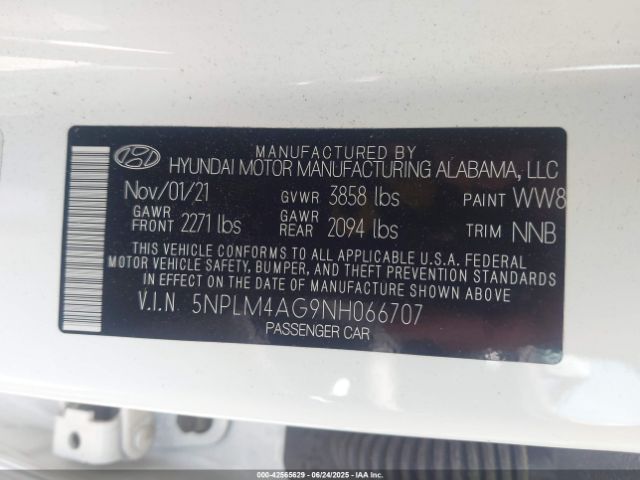 MANUFACTURED BY
HYUNDAI MOTOR MANUFACTURING ALABAMA, LLC
Nov/01/21 GVWR 3858 lbs PAINT WW8
GAWR FRONT 2271 lbs GAWR REAR 2094 lbs TRIM NNB
THIS VEHICLE CONFORMS TO ALL APPLICABLE U.S.A. FEDERAL
MOTOR VEHICLE SAFETY, BUMPER, AND THEFT PREVENTION STANDARDS
IN EFFECT ON THE DATE OF MANUFACTURE SHOWN ABOVE.
V.I.N 5NPLM4AG9NH066707
PASSENGER CAR
000-42565629 - 06/24/2025 - IAAI.COM